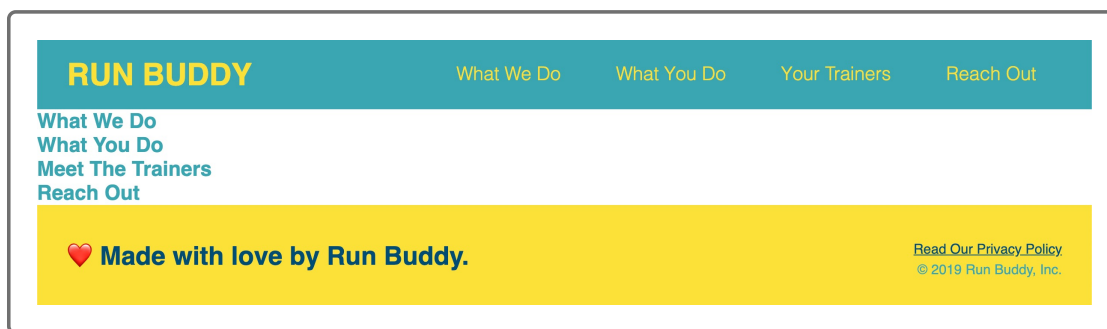 RUN BUDDY What We Do What You Do Your Trainers Reach Out
What We Do
What You Do
Meet The Trainers
Reach Out
❤️ Made with love by Run Buddy.
Read Our Privacy Policy
© 2019 Run Buddy, Inc.